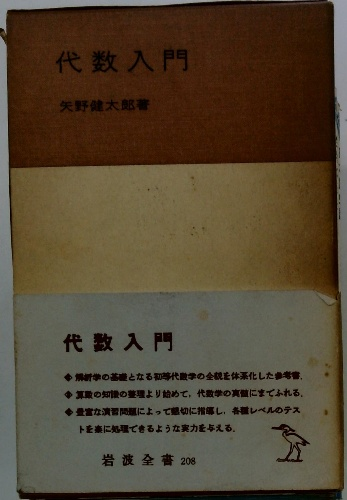 代数入門
矢野健太郎著
代数入門
◆ 解析学の基礎となる初等代数学の全貌を体系化した参考書.
◆ 算数の知識の整理より始めて, 代数学の真髄にまでふれる.
◆ 豊富な演習問題によって懇切に指導し, 各種レベルのテス
トを楽に処理できるような実力を与える.
岩波全書 208